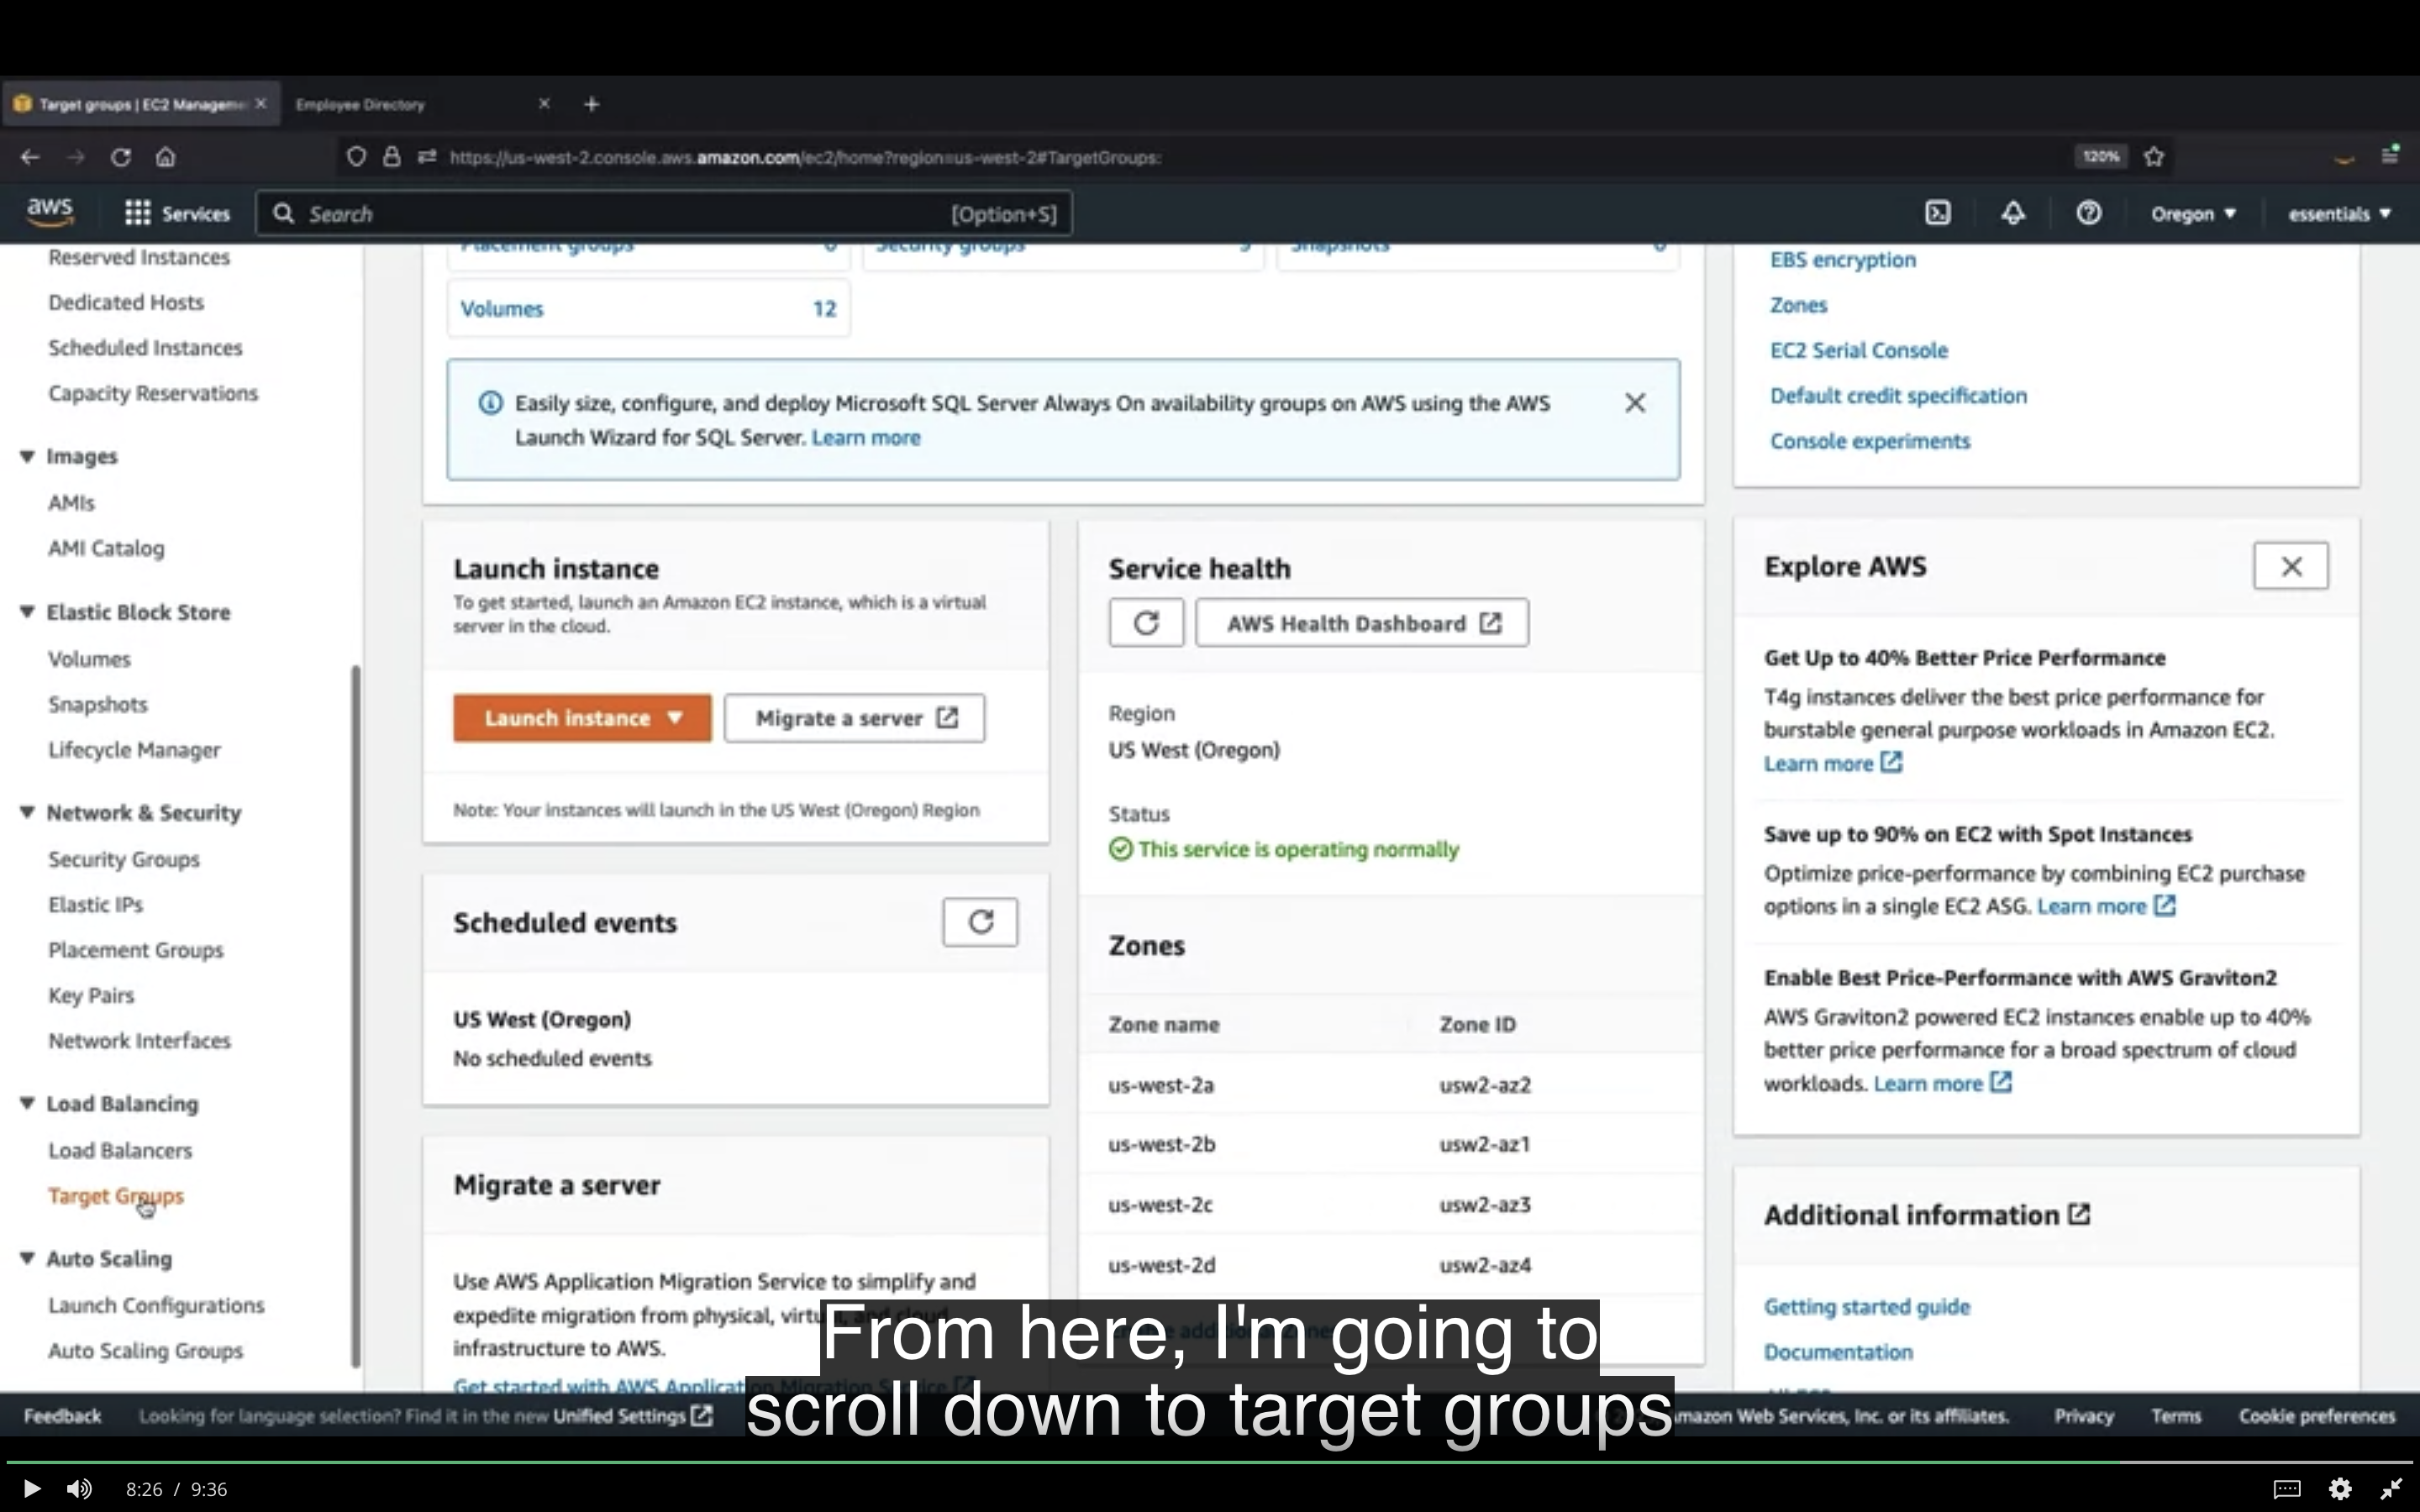 Target groups | EC2 Manageme
Employee Directory
https://us-west-2.console.aws.amazon.com/ec2/home?region=us-west-2#TargetGroups:
120%
aws
Services
Search
[Option+S]
Oregon
essentials
Reserved Instances
Dedicated Hosts
Scheduled Instances
Capacity Reservations
Images
AMIs
AMI Catalog
Elastic Block Store
Volumes
Snapshots
Lifecycle Manager
Network & Security
Security Groups
Elastic IPs
Placement Groups
Key Pairs
Network Interfaces
Load Balancing
Load Balancers
Target Groups
Auto Scaling
Launch Configurations
Auto Scaling Groups
Placement groups
Security groups
Snapshots
Volumes 12
Easily size, configure, and deploy Microsoft SQL Server Always On availability groups on AWS using the AWS
Launch Wizard for SQL Server. Learn more
Launch instance
To get started, launch an Amazon EC2 instance, which is a virtual
server in the cloud.
Launch instance
Migrate a server
Note: Your instances will launch in the US West (Oregon) Region
Scheduled events
US West (Oregon)
No scheduled events
Migrate a server
Use AWS Application Migration Service to simplify and
expedite migration from physical, virtual, and cloud
infrastructure to AWS.
Get started with AWS Application Migration Service
Service health
AWS Health Dashboard
Region
US West (Oregon)
Status
This service is operating normally
Zones
Zone name Zone ID
us-west-2a usw2-az2
us-west-2b usw2-az1
us-west-2c usw2-az3
us-west-2d usw2-az4
EBS encryption
Zones
EC2 Serial Console
Default credit specification
Console experiments
Explore AWS
Get Up to 40% Better Price Performance
T4g instances deliver the best price performance for
burstable general purpose workloads in Amazon EC2.
Learn more
Save up to 90% on EC2 with Spot Instances
Optimize price-performance by combining EC2 purchase
options in a single EC2 ASG. Learn more
Enable Best Price-Performance with AWS Graviton2
AWS Graviton2 powered EC2 instances enable up to 40%
better price performance for a broad spectrum of cloud
workloads. Learn more
Additional information
Getting started guide
Documentation
From here, I'm going to
scroll down to target groups
Feedback
Looking for language selection? Find it in the new Unified Settings
mazon Web Services, Inc. or its affiliates.
Privacy
Terms
Cookie preferences
8:26 / 9:36